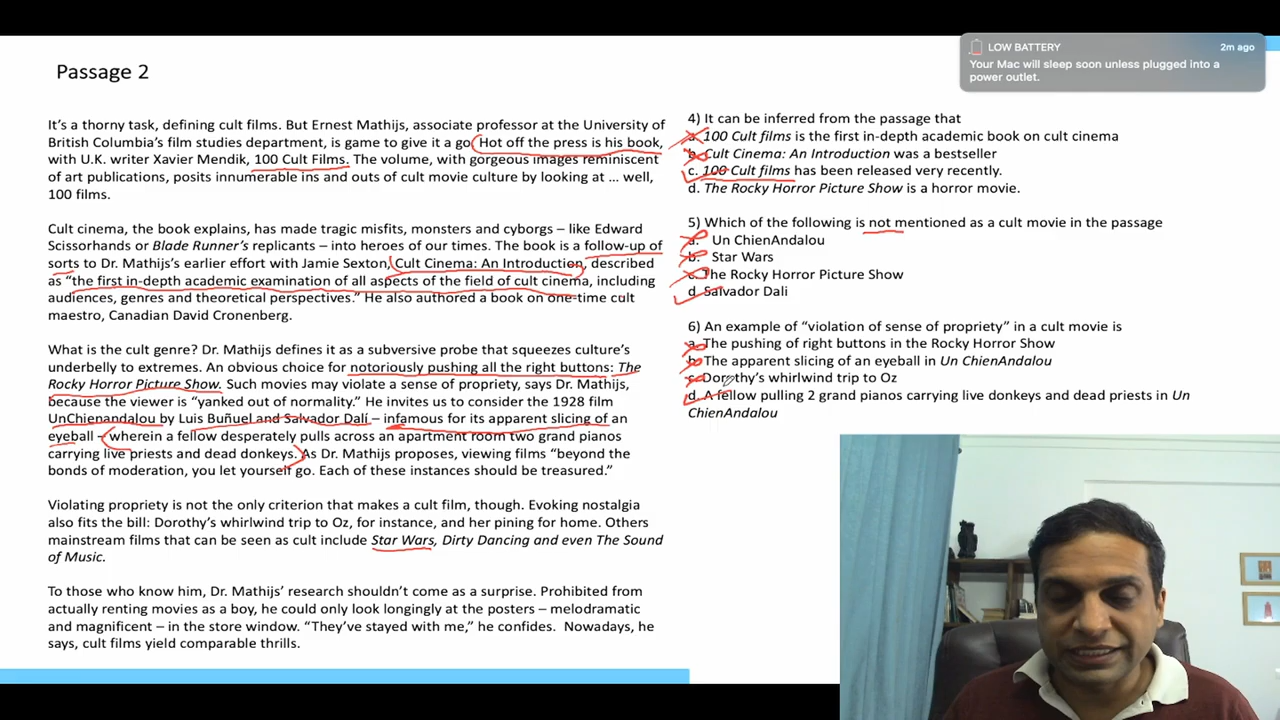 LOW BATTERY
2m ago
Your Mac will sleep soon unless plugged into a
power outlet.
Passage 2
It's a thorny task, defining cult films. But Ernest Mathijs, associate professor at the University of
British Columbia's film studies department, is game to give it a go. Hot off the press is his book,
with U.K. writer Xavier Mendik, 100 Cult Films. The volume, with gorgeous images reminiscent
of art publications, posits innumerable ins and outs of cult movie culture by looking at … well,
100 films.
Cult cinema, the book explains, has made tragic misfits, monsters and cyborgs – like Edward
Scissorhands or Blade Runner's replicants – into heroes of our times. The book is a follow-up of
sorts to Dr. Mathijs's earlier effort with Jamie Sexton, Cult Cinema: An Introduction, described
as "the first in-depth academic examination of all aspects of the field of cult cinema, including
audiences, genres and theoretical perspectives." He also authored a book on one-time cult
maestro, Canadian David Cronenberg.
What is the cult genre? Dr. Mathijs defines it as a subversive probe that squeezes culture's
underbelly to extremes. An obvious choice for notoriously pushing all the right buttons: The
Rocky Horror Picture Show. Such movies may violate a sense of propriety, says Dr. Mathijs,
because the viewer is "yanked out of normality." He invites us to consider the 1928 film
UnChienandalou by Luis Buñuel and Salvador Dalí – infamous for its apparent slicing of an
eyeball – wherein a fellow desperately pulls across an apartment room two grand pianos
carrying live priests and dead donkeys. As Dr. Mathijs proposes, viewing films "beyond the
bonds of moderation, you let yourself go. Each of these instances should be treasured."
Violating propriety is not the only criterion that makes a cult film, though. Evoking nostalgia
also fits the bill: Dorothy's whirlwind trip to Oz, for instance, and her pining for home. Others
mainstream films that can be seen as cult include Star Wars, Dirty Dancing and even The Sound
of Music.
To those who know him, Dr. Mathijs' research shouldn't come as a surprise. Prohibited from
actually renting movies as a boy, he could only look longingly at the posters – melodramatic
and magnificent – in the store window. "They've stayed with me," he confides. Nowadays, he
says, cult films yield comparable thrills.
4) It can be inferred from the passage that
a. 100 Cult films is the first in-depth academic book on cult cinema
b. Cult Cinema: An Introduction was a bestseller
c. 100 Cult films has been released very recently.
d. The Rocky Horror Picture Show is a horror movie.
5) Which of the following is not mentioned as a cult movie in the passage
a. Un ChienAndalou
b. Star Wars
c. The Rocky Horror Picture Show
d. Salvador Dali
6) An example of "violation of sense of propriety" in a cult movie is
a. The pushing of right buttons in the Rocky Horror Show
b. The apparent slicing of an eyeball in Un ChienAndalou
c. Dorothy's whirlwind trip to Oz
d. A fellow pulling 2 grand pianos carrying live donkeys and dead priests in Un
ChienAndalou